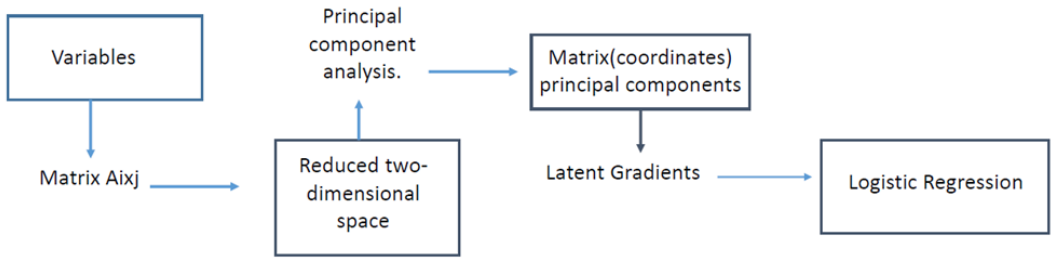 Variables
Matrix Aixj
Reduced two-
dimensional
space
Principal
component
analysis.
Matrix(coordinates)
principal components
Latent Gradients
Logistic Regression